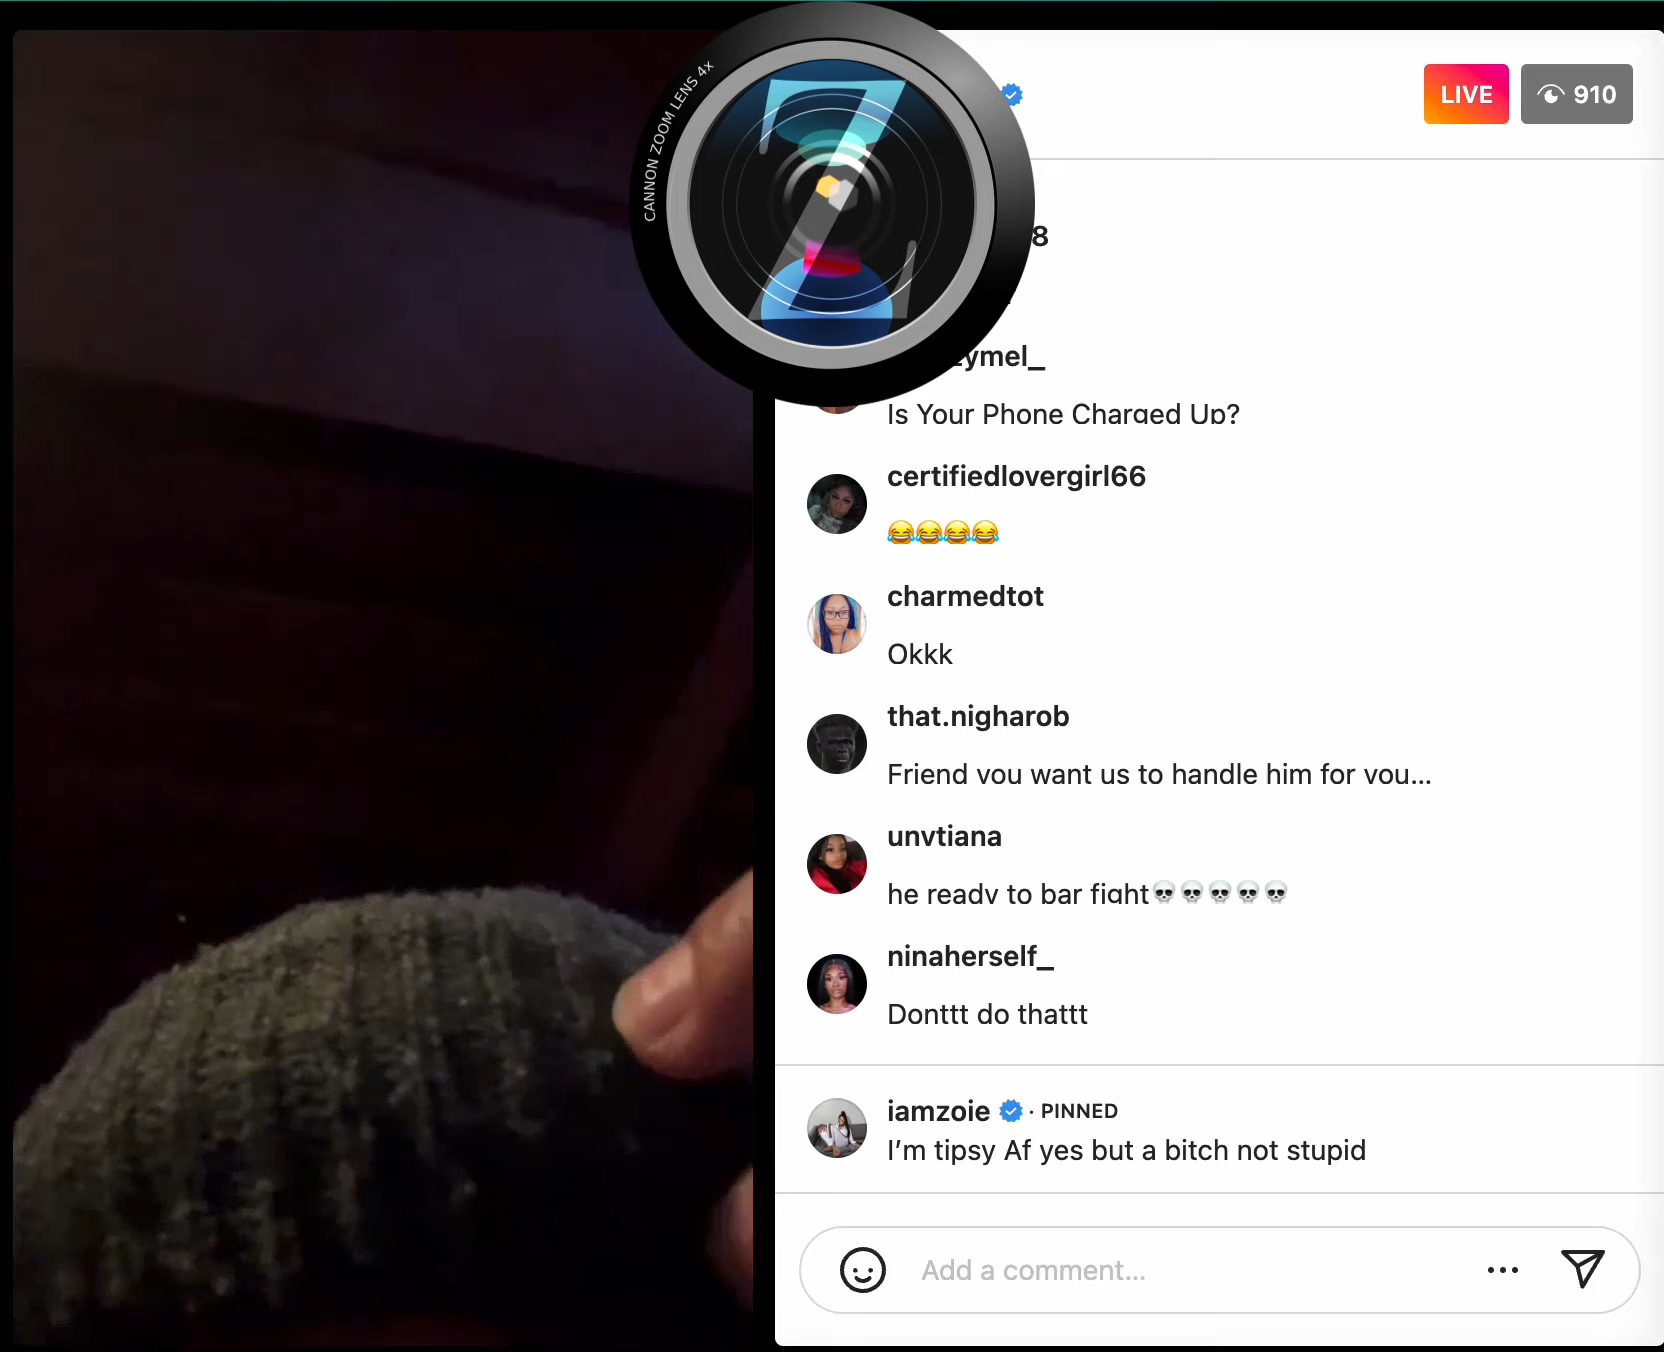 CANNON ZOOM LENS 4x
Z
LIVE
910
8
ymel_
Is Your Phone Charged Up?
certifiedlovergirl66
😂😂😂😂
charmedtot
Okkk
that.nigharob
Friend you want us to handle him for you...
unvtiana
he ready to bar fight💀💀💀💀💀
ninaherself_
Donttt do thattt
iamzoie · PINNED
I'm tipsy Af yes but a bitch not stupid
Add a comment...